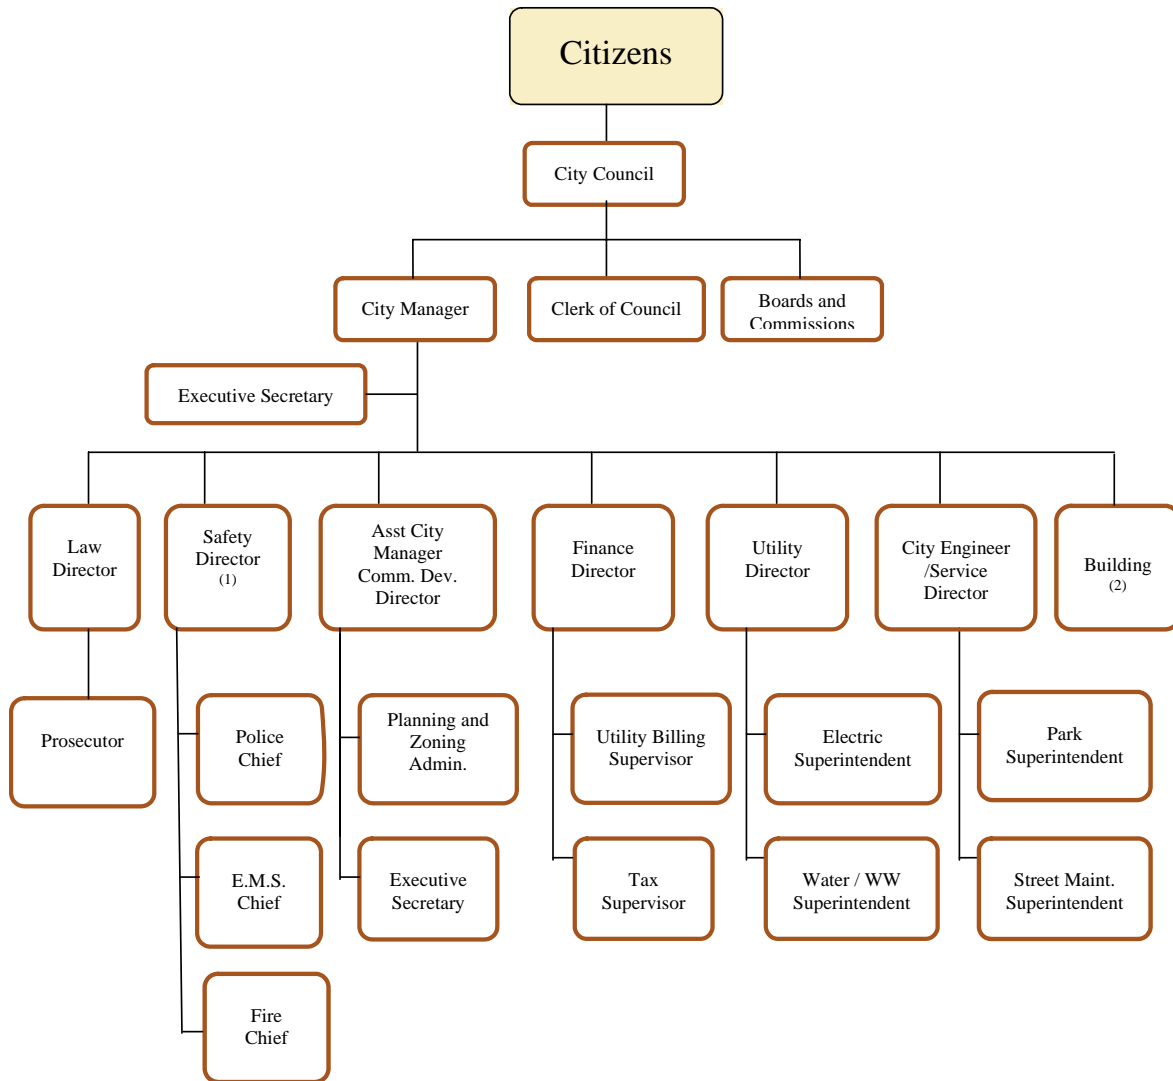 Citizens
City Council
City Manager
Clerk of Council
Boards and
Commissions
Executive Secretary
Law
Director
Safety
Director
(1)
Asst City
Manager
Comm. Dev.
Director
Finance
Director
Utility
Director
City Engineer
/Service
Director
Building
(2)
Prosecutor
Police
Chief
Planning and
Zoning
Admin.
Utility Billing
Supervisor
Electric
Superintendent
Park
Superintendent
E.M.S.
Chief
Executive
Secretary
Tax
Supervisor
Water / WW
Superintendent
Street Maint.
Superintendent
Fire
Chief